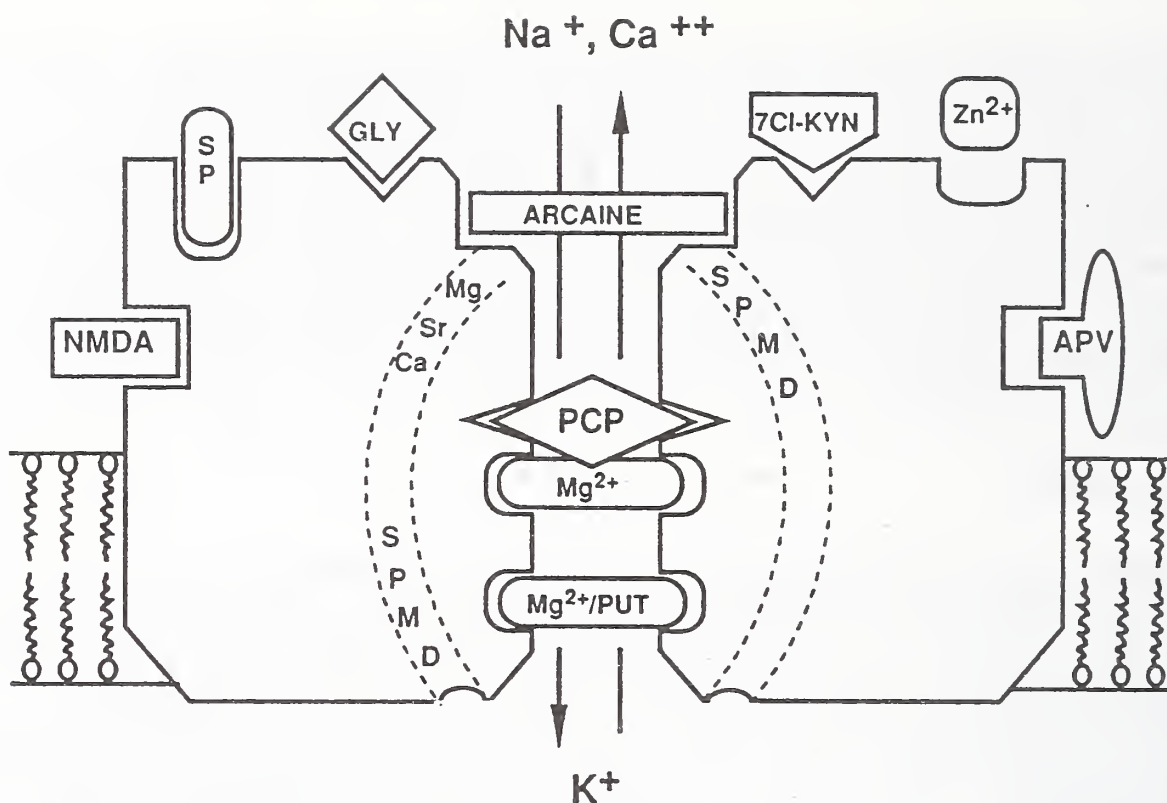 Na +, Ca ++
S
P
GLY
7Cl-KYN
Zn2+
ARCAINE
NMDA
Mg
Sr
Ca
S
P
M
D
APV
PCP
Mg2+
S
P
M
D
Mg2+/PUT
K+